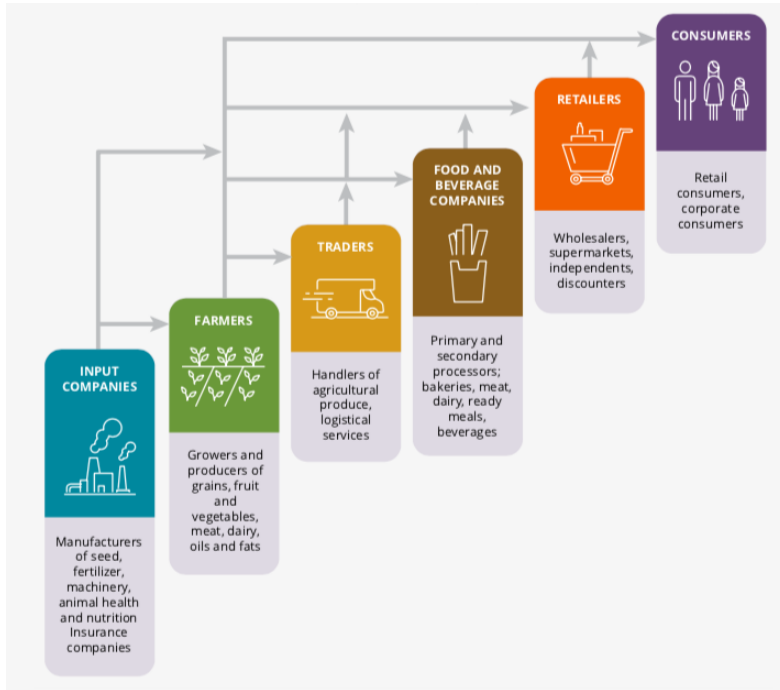 INPUT
COMPANIES
Manufacturers
of seed,
fertilizer,
machinery,
animal health
and nutrition
Insurance
companies
FARMERS
Growers and
producers of
grains, fruit
and
vegetables,
meat, dairy,
oils and fats
TRADERS
Handlers of
agricultural
produce,
logistical
services
FOOD AND
BEVERAGE
COMPANIES
Primary and
secondary
processors;
bakeries, meat,
dairy, ready
meals,
beverages
RETAILERS
Wholesalers,
supermarkets,
independents,
discounters
CONSUMERS
Retail
consumers,
corporate
consumers